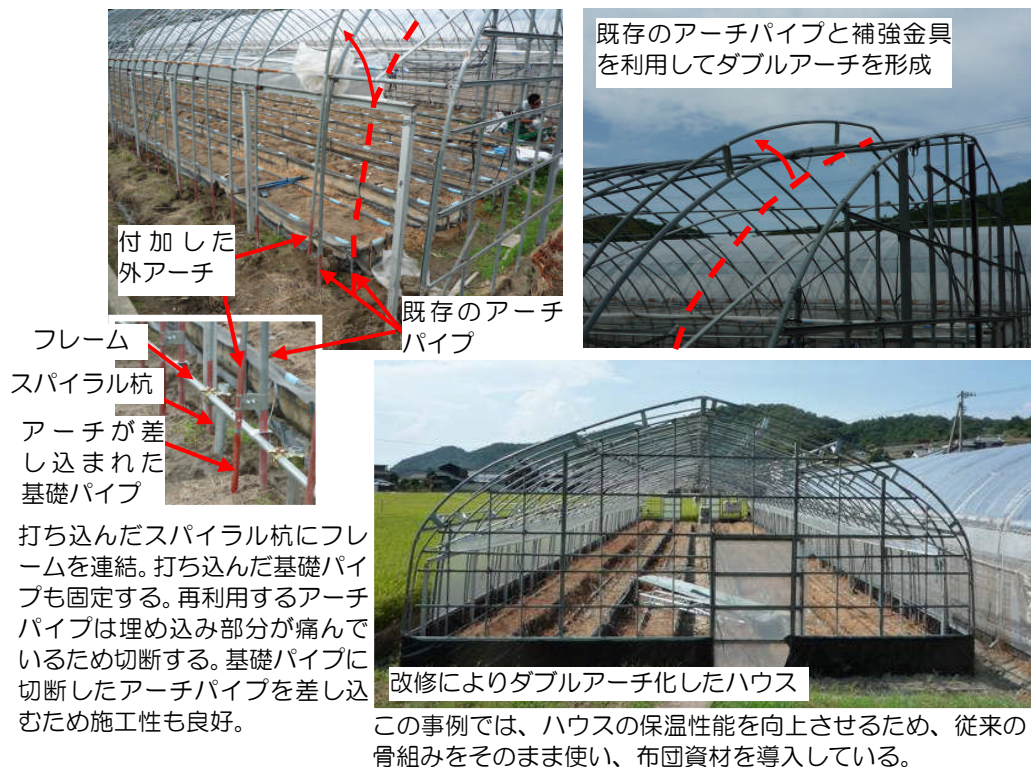 既存のアーチパイプと補強金具
を利用してダブルアーチを形成
付加した
外アーチ
既存のアーチ
パイプ
フレーム
スパイラル杭
アーチが差
し込まれた
基礎パイプ
打ち込んだスパイラル杭にフレ
ームを連結。打ち込んだ基礎パイ
プも固定する。再利用するアーチ
パイプは埋め込み部分が痛んで
いるため切断する。基礎パイプに
切断したアーチパイプを差し込
むため施工性も良好。
改修によりダブルアーチ化したハウス
この事例では、ハウスの保温性能を向上させるため、従来の
骨組みをそのまま使い、布団資材を導入している。